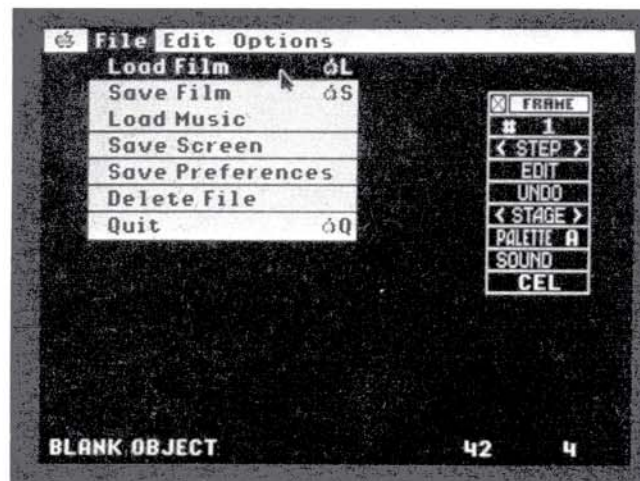 File Edit Options
Load Film L
Save Film S
Load Music
Save Screen
Save Preferences
Delete File
Quit Q
FRAME
# 1
< STEP >
EDIT
UNDO
< STAGE >
PALETTE A
SOUND
CEL
BLANK OBJECT 42 4